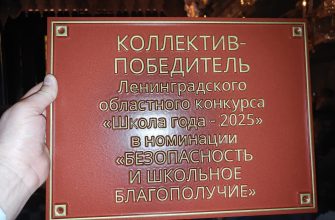 КОЛЛЕКТИВ-
ПОБЕДИТЕЛЬ
Ленинградского
областного конкурса
«Школа года - 2025»
в номинации
«БЕЗОПАСНОСТЬ
И ШКОЛЬНОЕ
БЛАГОПОЛУЧИЕ»